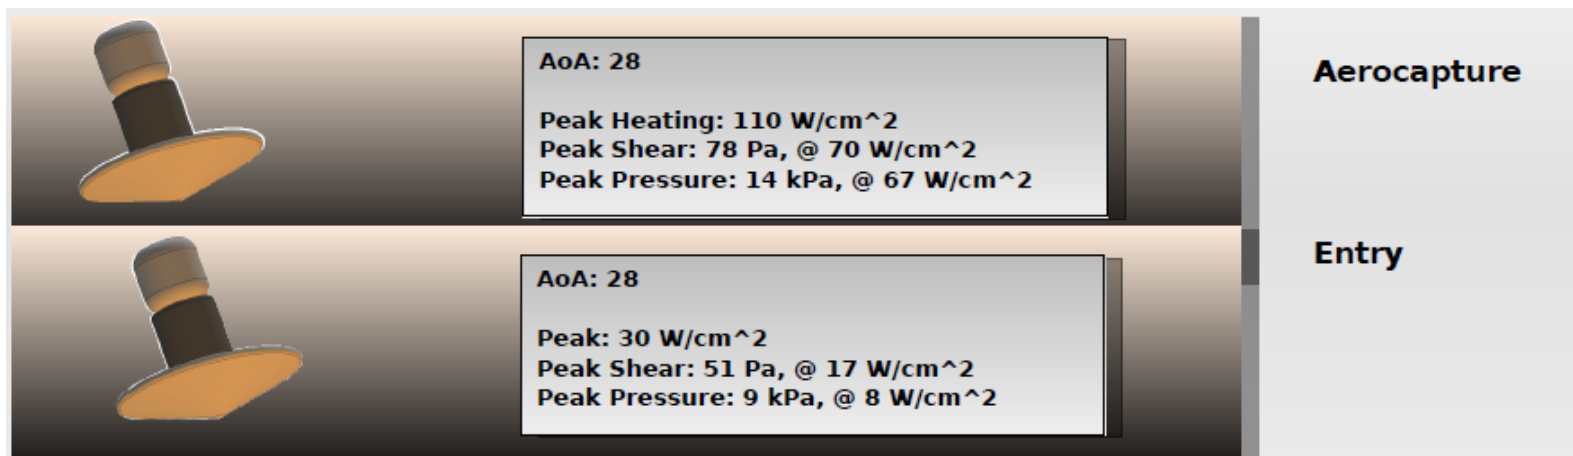 AoA: 28
Peak Heating: 110 W/cm^2
Peak Shear: 78 Pa, @ 70 W/cm^2
Peak Pressure: 14 kPa, @ 67 W/cm^2
Aerocapture
AoA: 28
Peak: 30 W/cm^2
Peak Shear: 51 Pa, @ 17 W/cm^2
Peak Pressure: 9 kPa, @ 8 W/cm^2
Entry